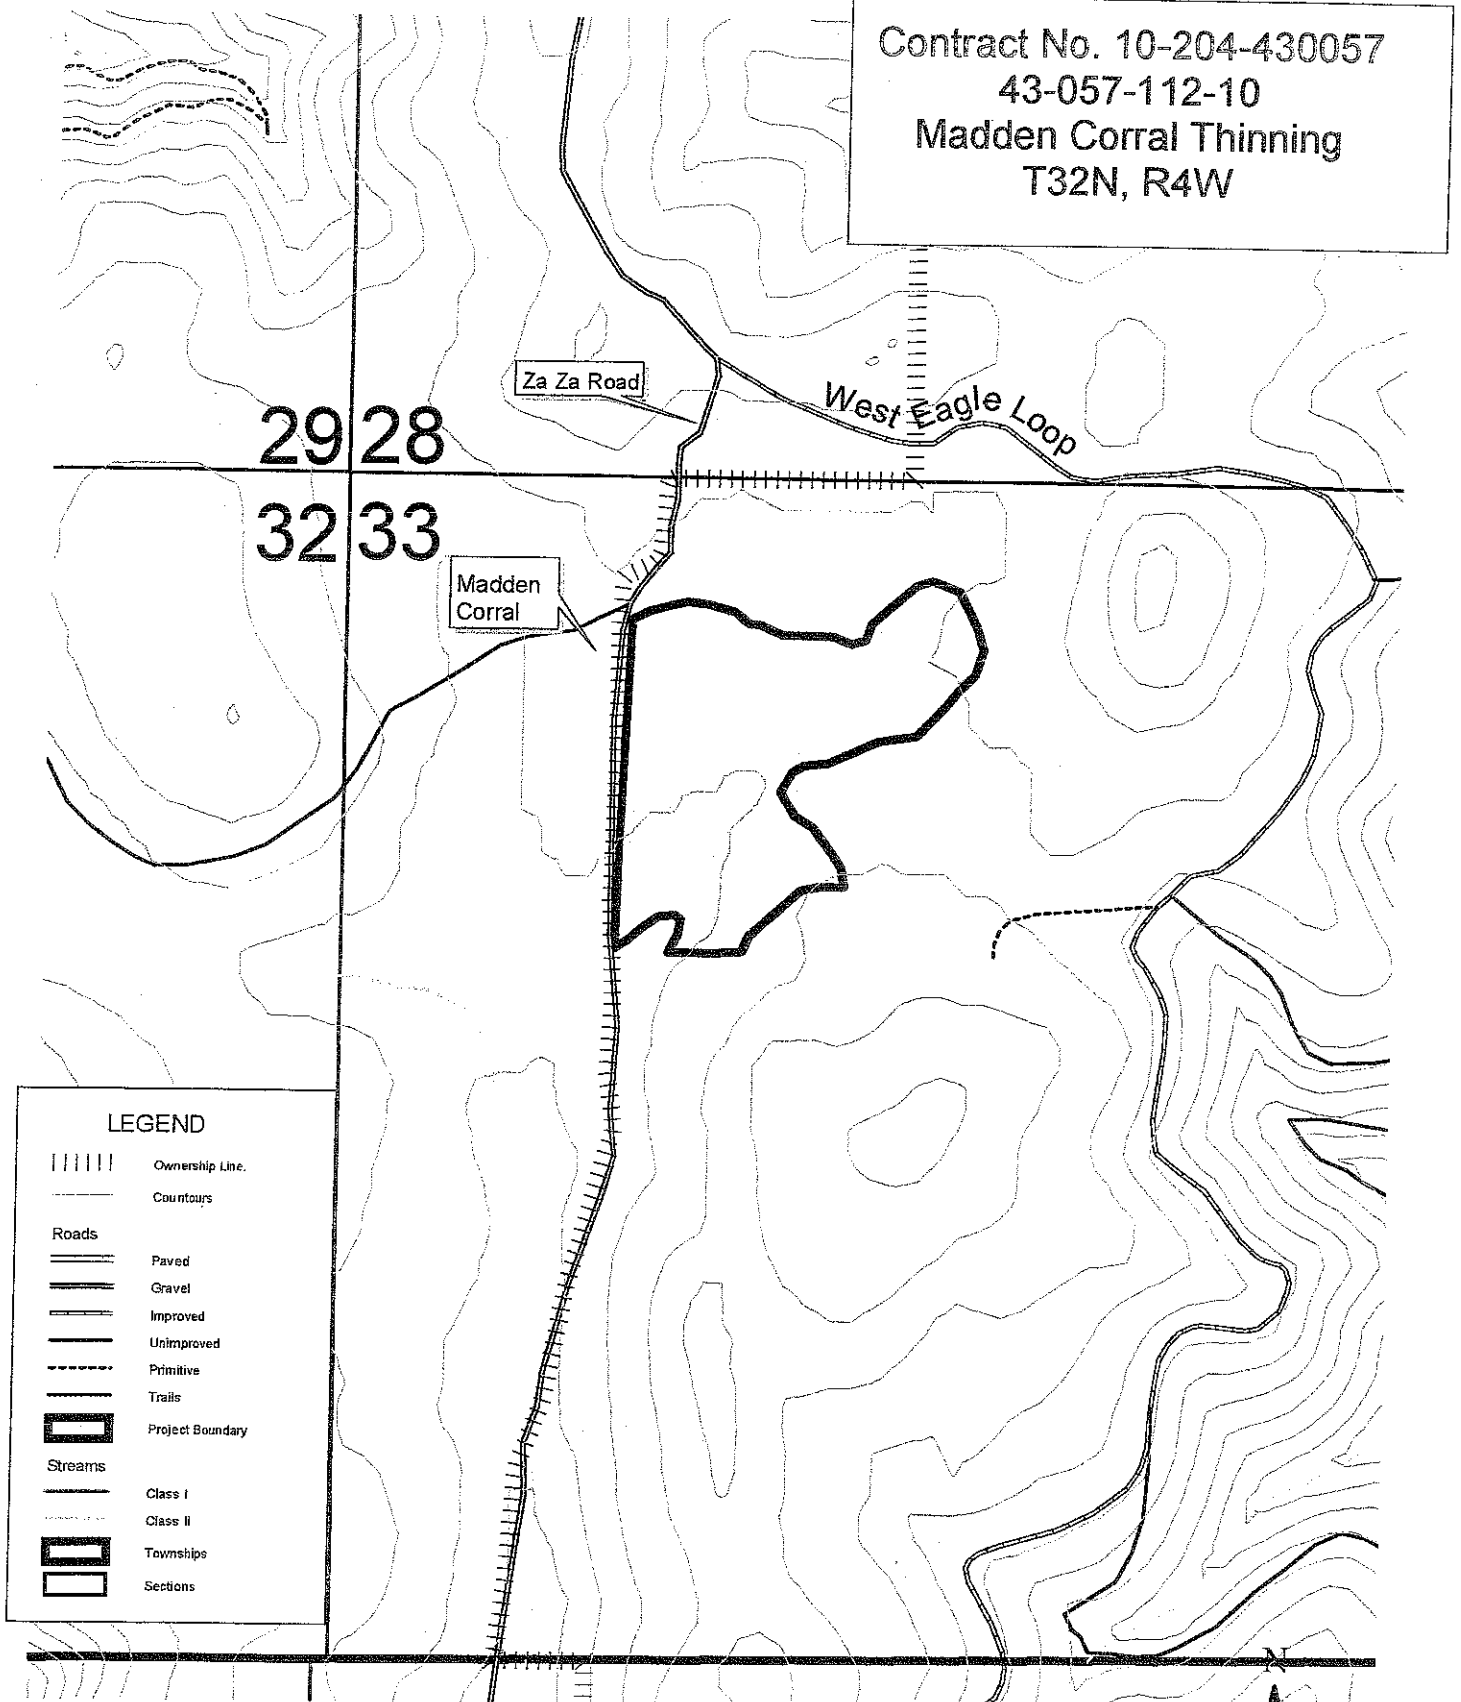 Contract No. 10-204-430057
43-057-112-10
Madden Corral Thinning
T32N, R4W
Za Za Road
West Eagle Loop
29 28
32 33
Madden
Corral
LEGEND
Ownership Line.
Countours
Roads
Paved
Gravel
Improved
Unimproved
Primitive
Trails
Project Boundary
Streams
Class I
Class II
Townships
Sections
N